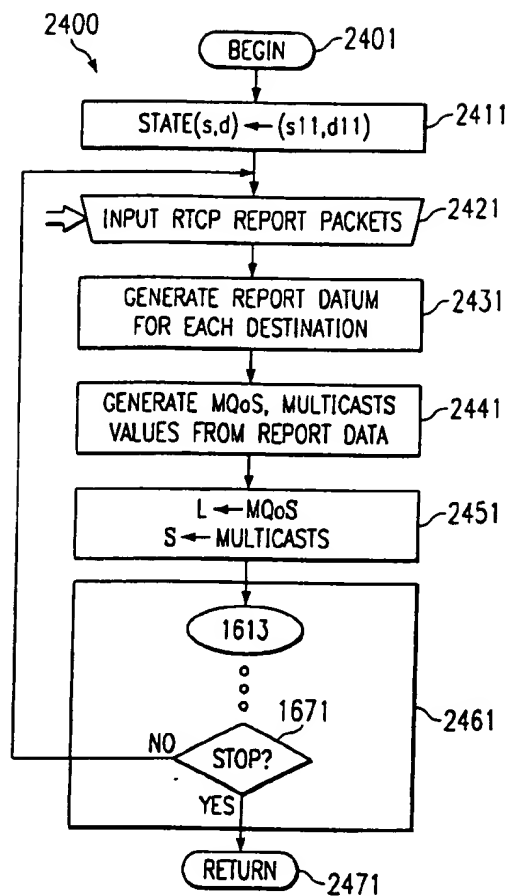 2400
BEGIN
2401
STATE(s,d) ← (s11,d11)
2411
INPUT RTCP REPORT PACKETS
2421
GENERATE REPORT DATUM
FOR EACH DESTINATION
2431
GENERATE MQoS, MULTICASTS
VALUES FROM REPORT DATA
2441
L ← MQoS
S ← MULTICASTS
2451
1613
1671
NO
STOP?
YES
2461
RETURN
2471